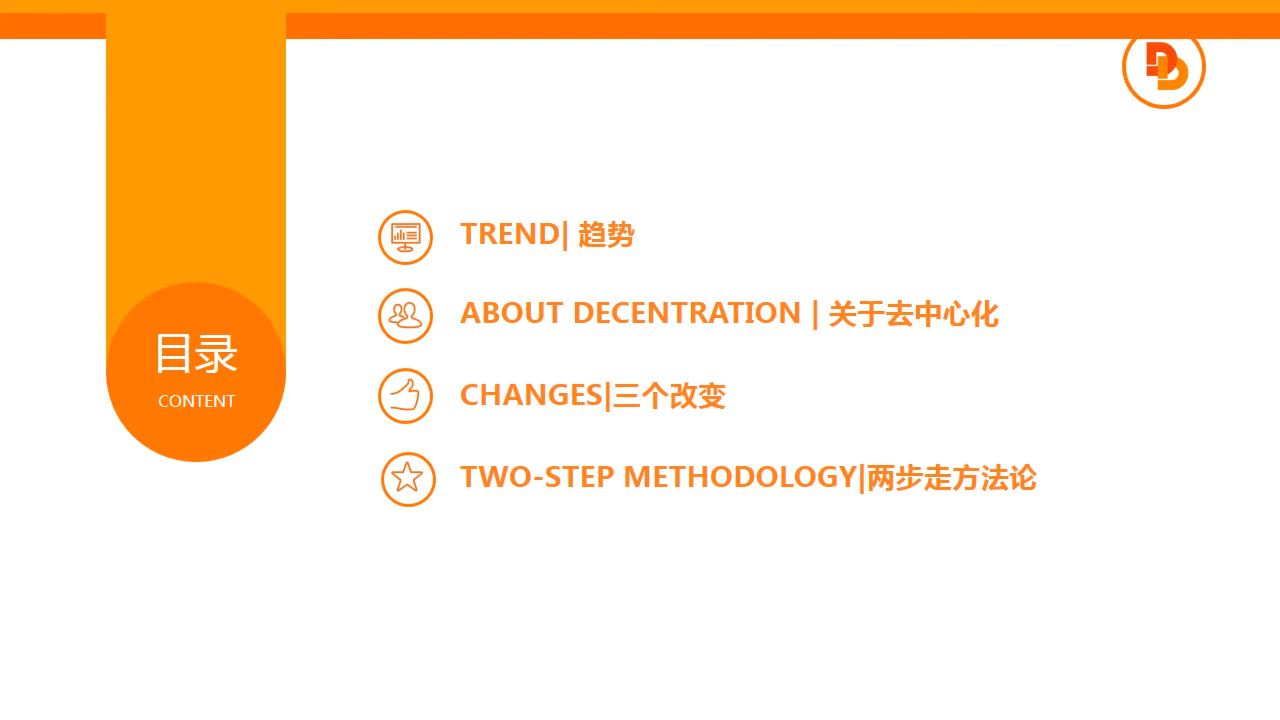 目录
CONTENT
TREND| 趋势
ABOUT DECENTRATION | 关于去中心化
CHANGES|三个改变
TWO-STEP METHODOLOGY|两步走方法论